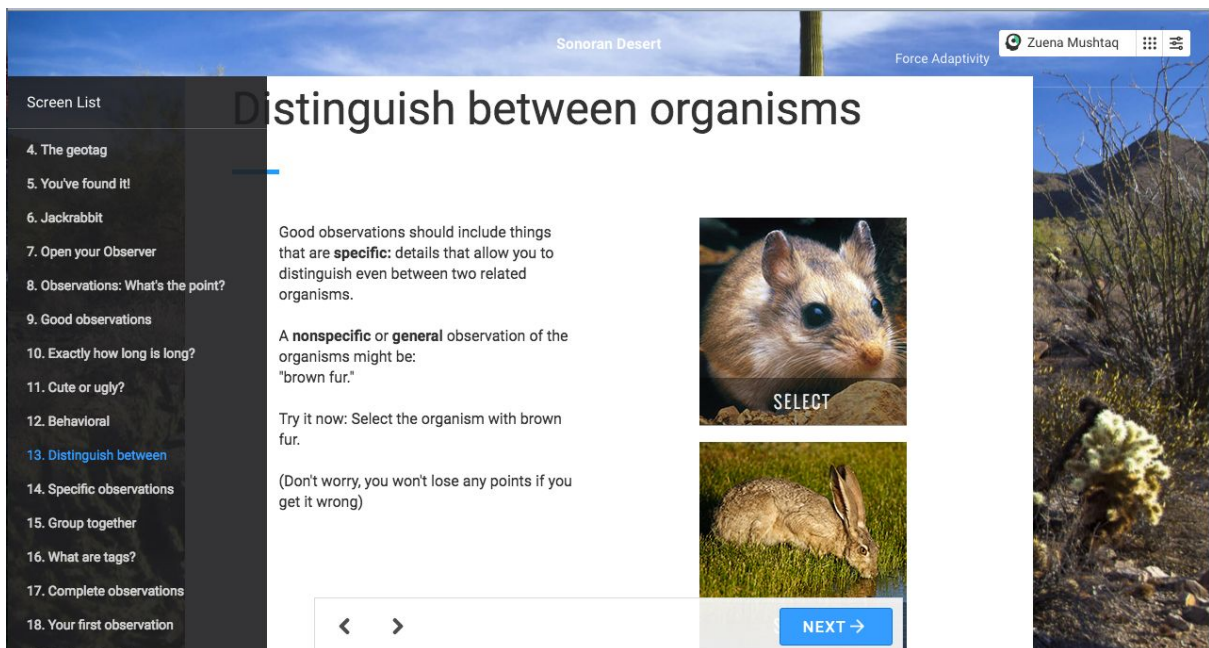 Sonoran Desert
Force Adaptivity
Zuena Mushtaq
Screen List
4. The geotag
5. You've found it!
6. Jackrabbit
7. Open your Observer
8. Observations: What's the point?
9. Good observations
10. Exactly how long is long?
11. Cute or ugly?
12. Behavioral
13. Distinguish between
14. Specific observations
15. Group together
16. What are tags?
17. Complete observations
18. Your first observation
Distinguish between organisms
Good observations should include things
that are specific: details that allow you to
distinguish even between two related
organisms.
A nonspecific or general observation of the
organisms might be:
"brown fur."
Try it now: Select the organism with brown
fur.
(Don't worry, you won't lose any points if you
get it wrong)
SELECT
NEXT